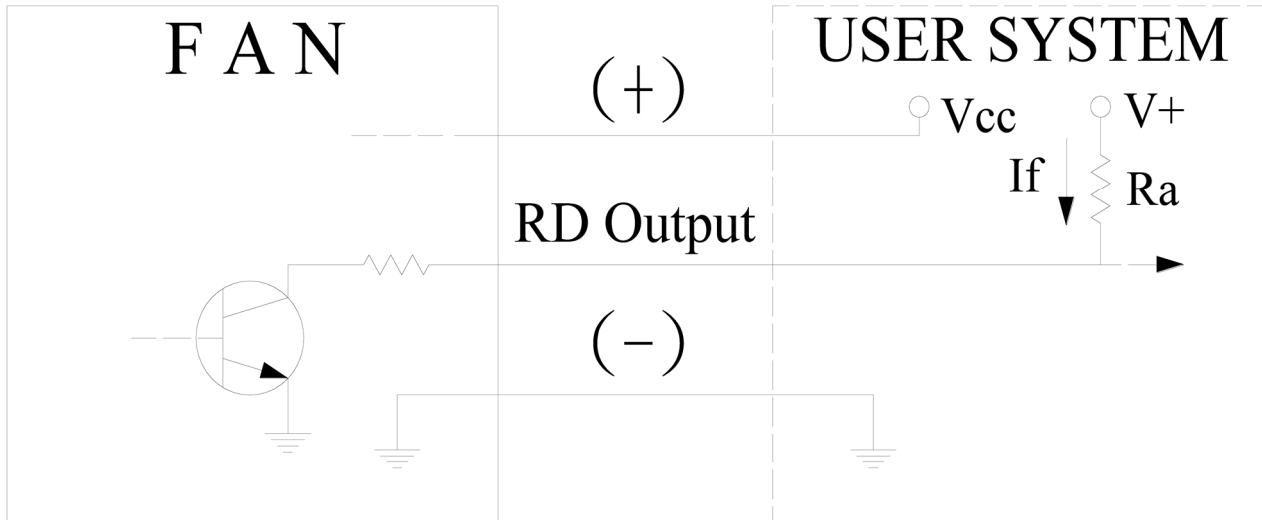 F A N
USER SYSTEM
(+)
Vcc
V+
If
Ra
RD Output
(-)